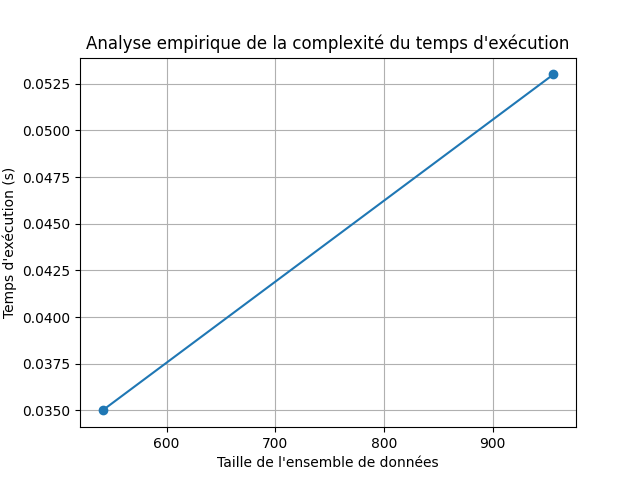 Analyse empirique de la complexité du temps d'exécution
0.0525
0.0500
0.0475
0.0450
0.0425
0.0400
0.0375
0.0350
Temps d'exécution (s)
600 700 800 900
Taille de l'ensemble de données